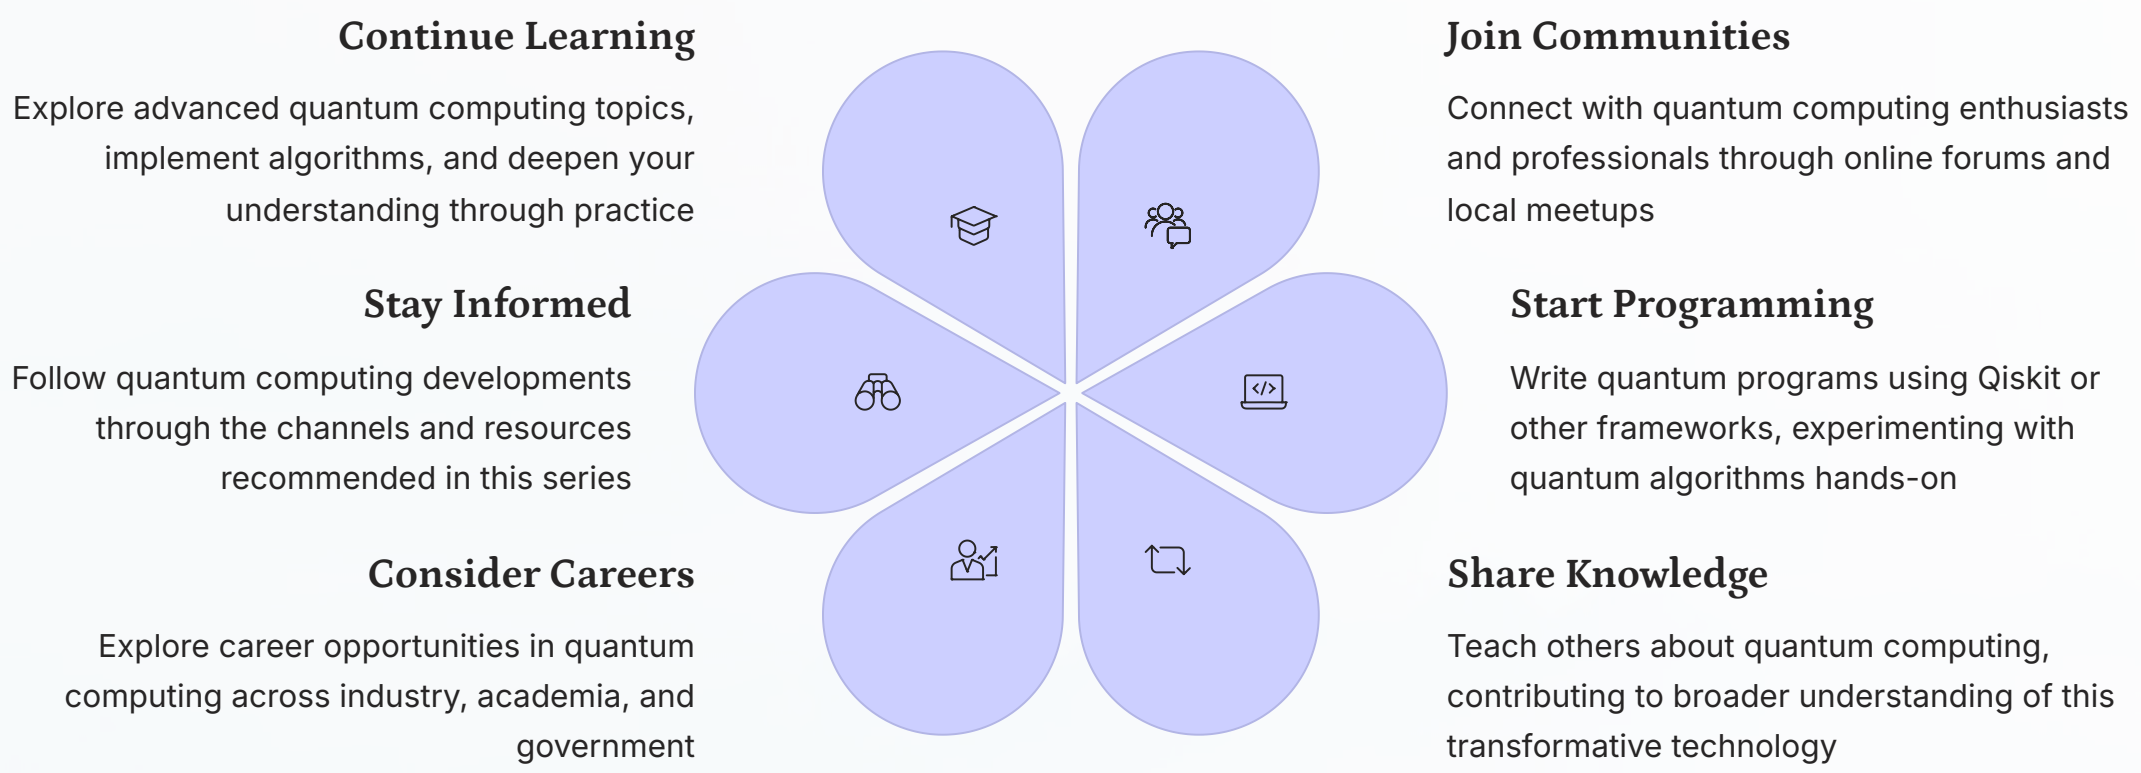 Continue Learning
Explore advanced quantum computing topics,
implement algorithms, and deepen your
understanding through practice
Join Communities
Connect with quantum computing enthusiasts
and professionals through online forums and
local meetups
Stay Informed
Follow quantum computing developments
through the channels and resources
recommended in this series
Start Programming
Write quantum programs using Qiskit or
other frameworks, experimenting with
quantum algorithms hands-on
Consider Careers
Explore career opportunities in quantum
computing across industry, academia, and
government
Share Knowledge
Teach others about quantum computing,
contributing to broader understanding of this
transformative technology